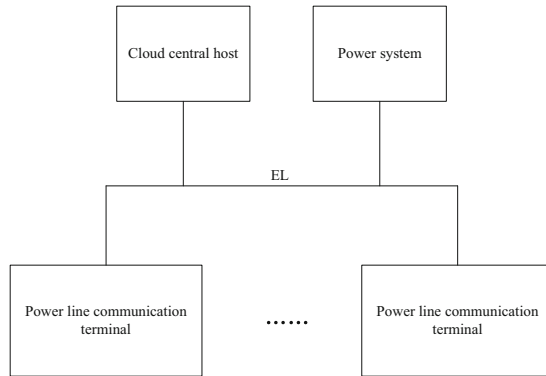 Cloud central host
Power system
EL
Power line communication
terminal
......
Power line communication
terminal